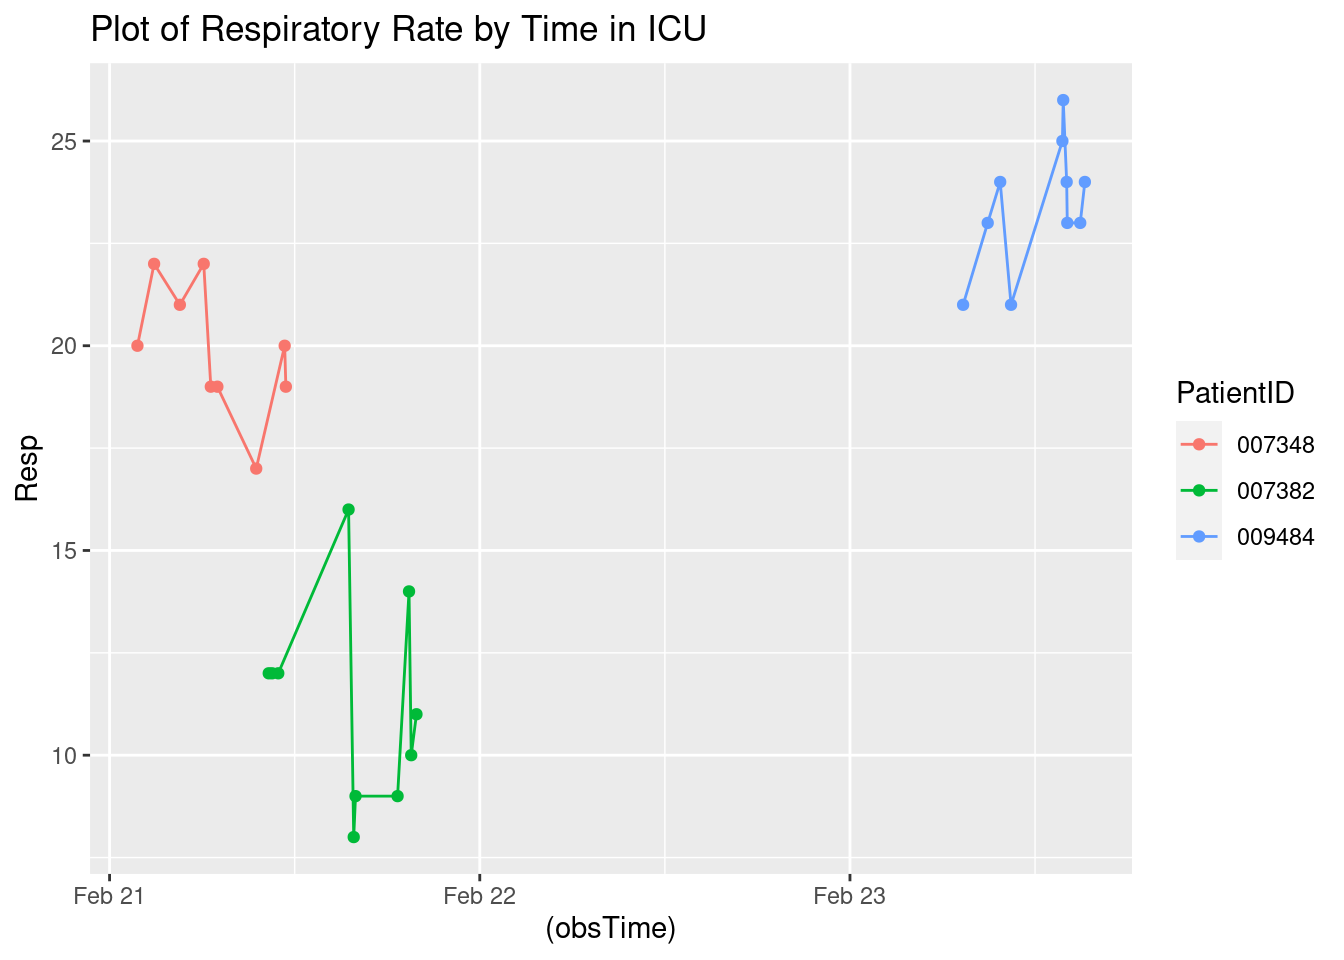 Plot of Respiratory Rate by Time in ICU
25
20
15
10
Resp
Feb 21
Feb 22
Feb 23
(obsTime)
PatientID
007348
007382
009484